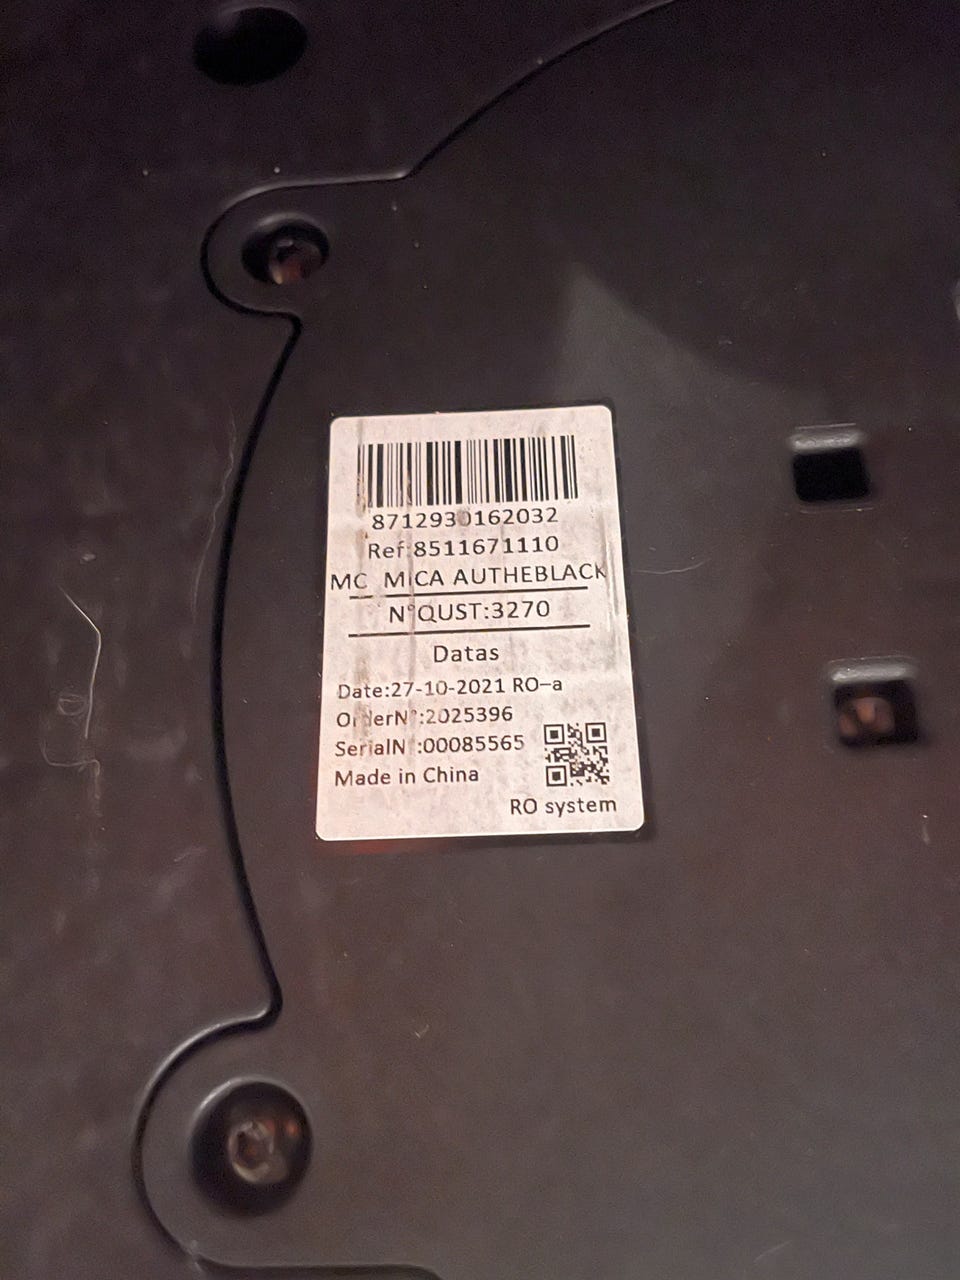 8712930162032
Ref:8511671110
MC MICA AUTHEBLACK
N°QUST:3270
Datas
Date:27-10-2021 RO-a
OrderN°:2025396
SerialN°:00085565
Made in China
RO system